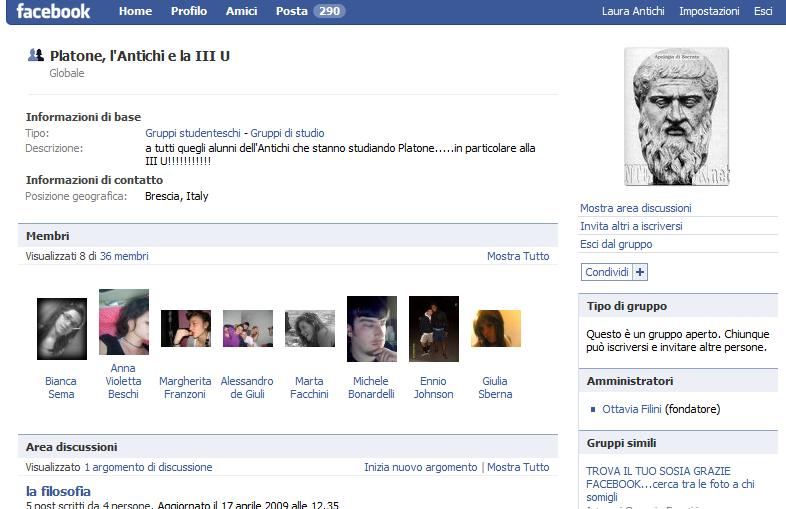 facebook Home Profilo Amici Posta 290 Laura Antichi Impostazioni Esci
Platone, l'Antichi e la III U
Globale
Informazioni di base
Tipo: Gruppi studenteschi - Gruppi di studio
Descrizione: a tutti quegli alunni dell'Antichi che stanno studiando Platone.....in particolare alla
III U!!!!!!!!!!!
Informazioni di contatto
Posizione geografica: Brescia, Italy
Membri
Visualizzati 8 di 36 membri Mostra Tutto
Bianca
Sema
Anna
Violetta
Beschi
Margherita
Franzoni
Alessandro
de Giuli
Marta
Facchini
Michele
Bonardelli
Ennio
Johnson
Giulia
Sberna
Area discussioni
Visualizzato 1 argomento di discussione Inizia nuovo argomento | Mostra Tutto
la filosofia
5 post scritti da 4 persone. Aggiornato il 17 aprile 2009 alle 12.35
Apologia di Socrate
Mostra area discussioni
Invita altri a iscriversi
Esci dal gruppo
Condividi +
Tipo di gruppo
Questo è un gruppo aperto. Chiunque
può iscriversi e invitare altre persone.
Amministratori
Ottavia Filini (fondatore)
Gruppi simili
TROVA IL TUO SOSIA GRAZIE
FACEBOOK...cerca tra le foto a chi
somigli